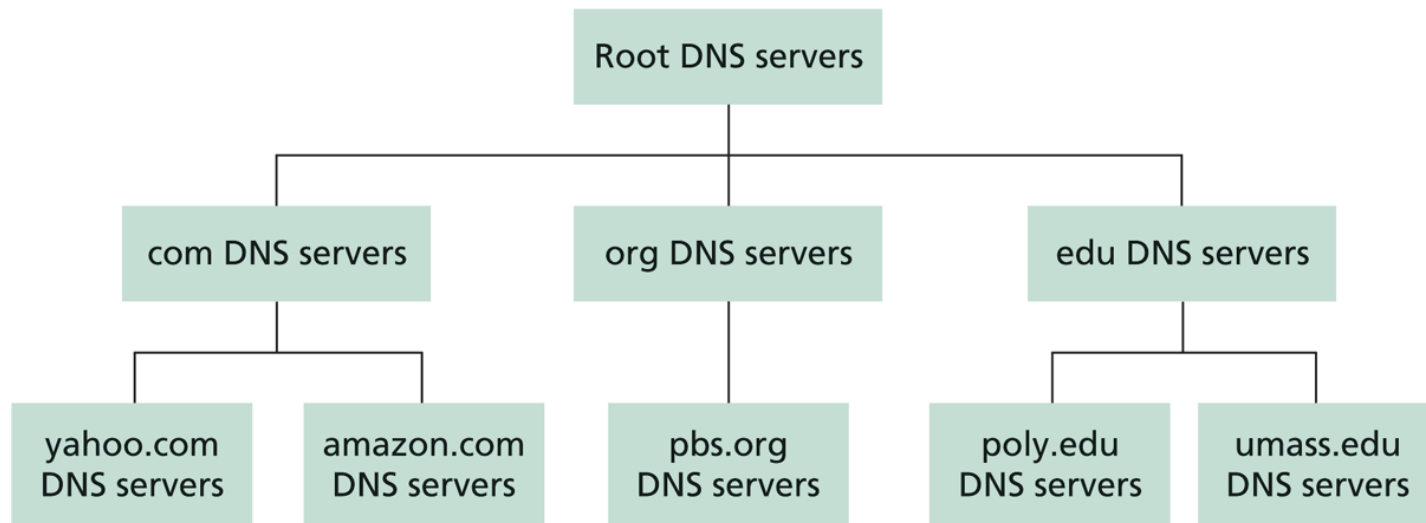 Root DNS servers
com DNS servers
org DNS servers
edu DNS servers
yahoo.com
DNS servers
amazon.com
DNS servers
pbs.org
DNS servers
poly.edu
DNS servers
umass.edu
DNS servers